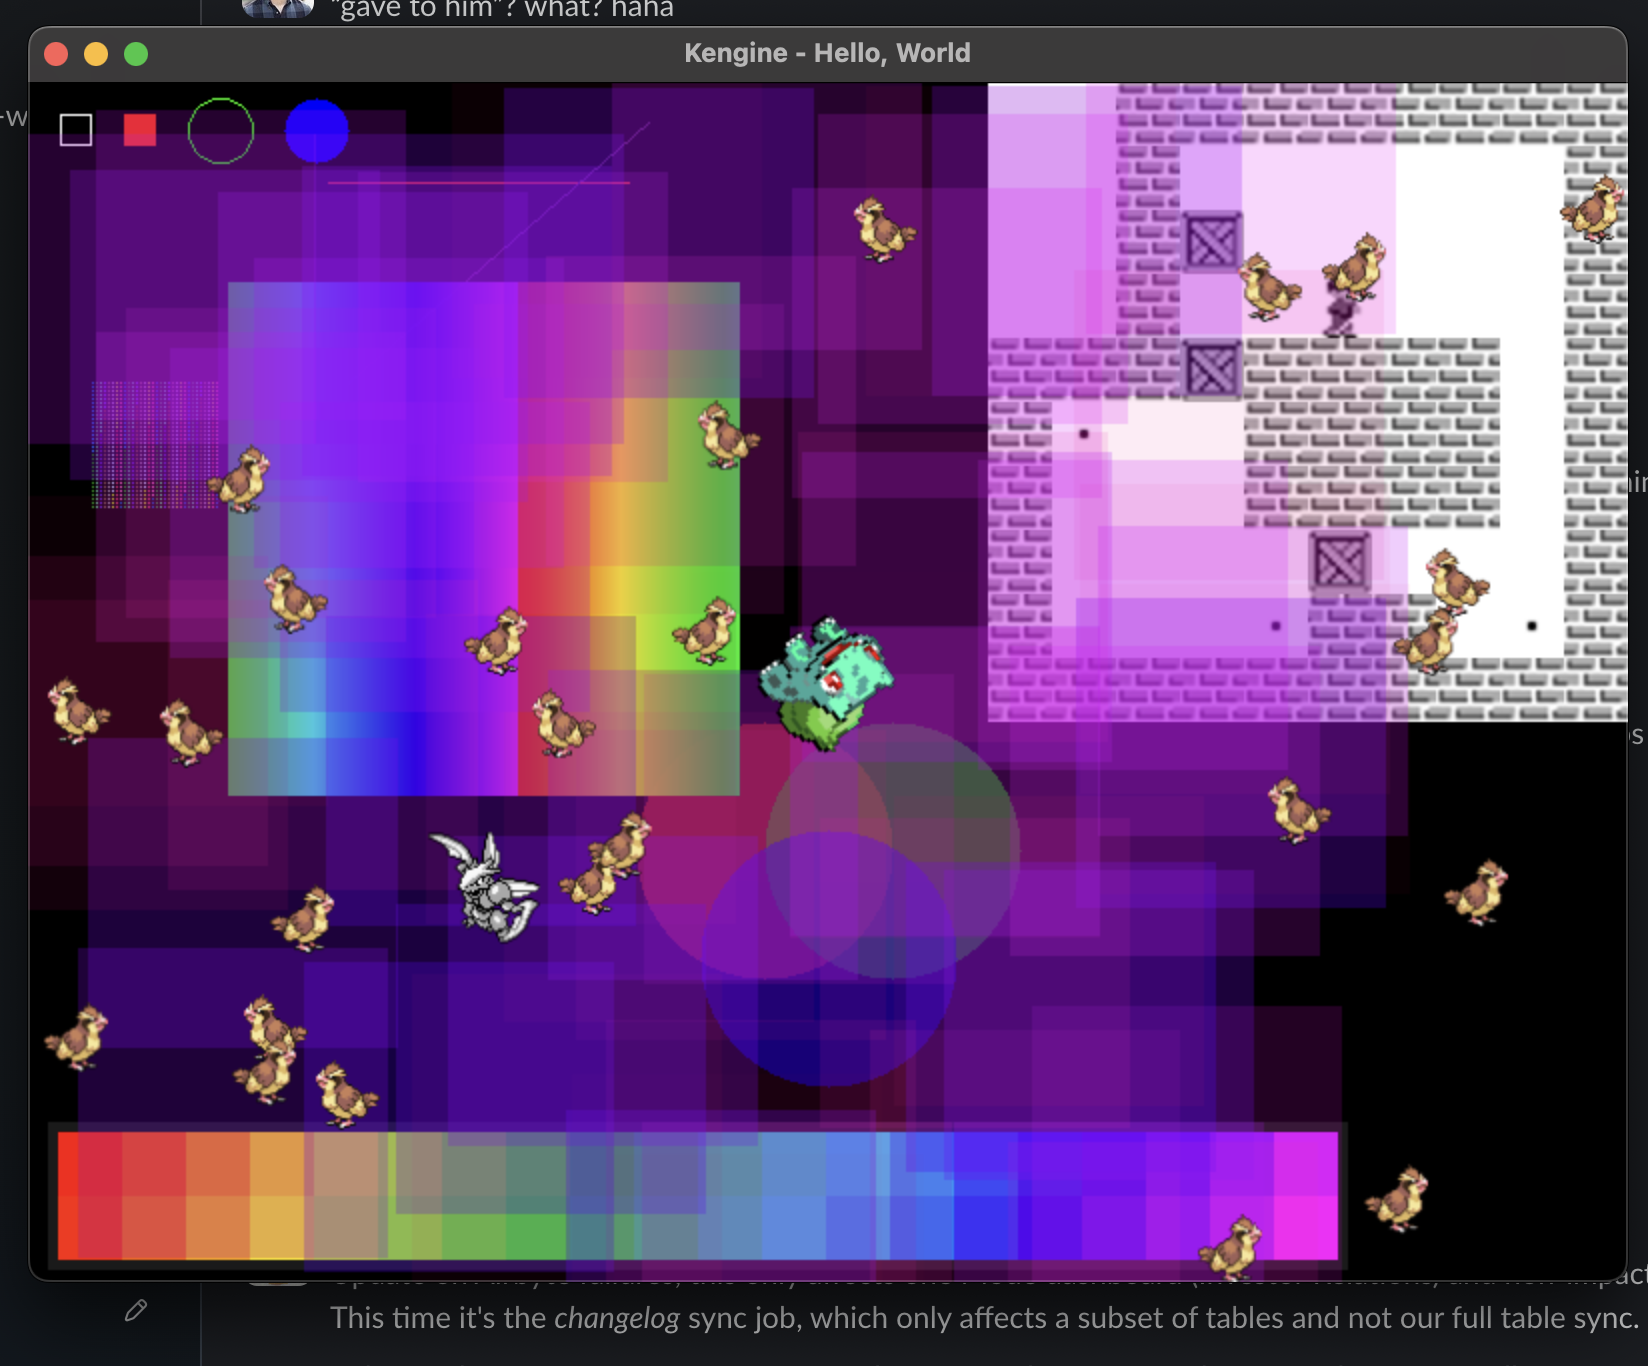 "gave to him"? what? haha
Kengine - Hello, World
-w
This time it's the changelog sync job, which only affects a subset of tables and not our full table sync.